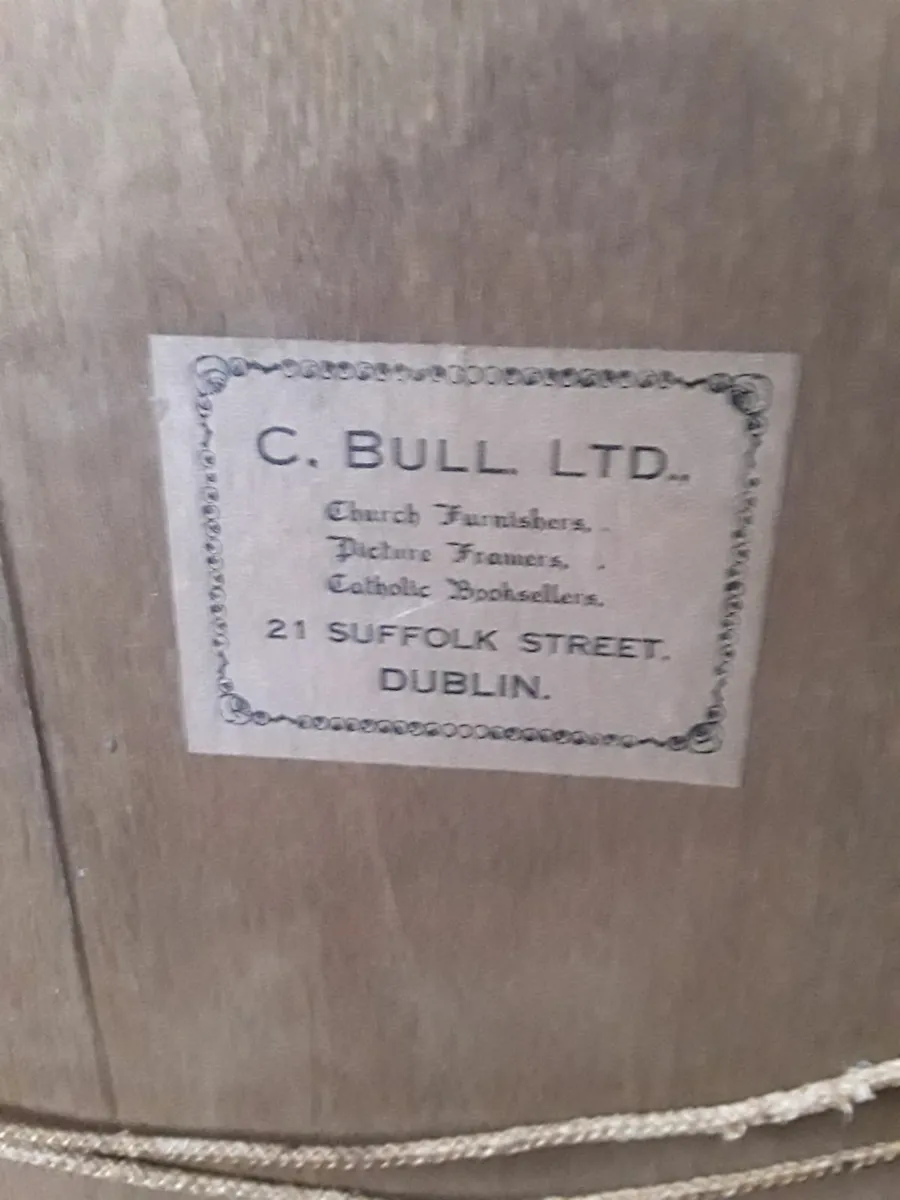 C. BULL. LTD..
Church Furnishers.
Picture Framers.
Catholic Booksellers.
21 SUFFOLK STREET.
DUBLIN.